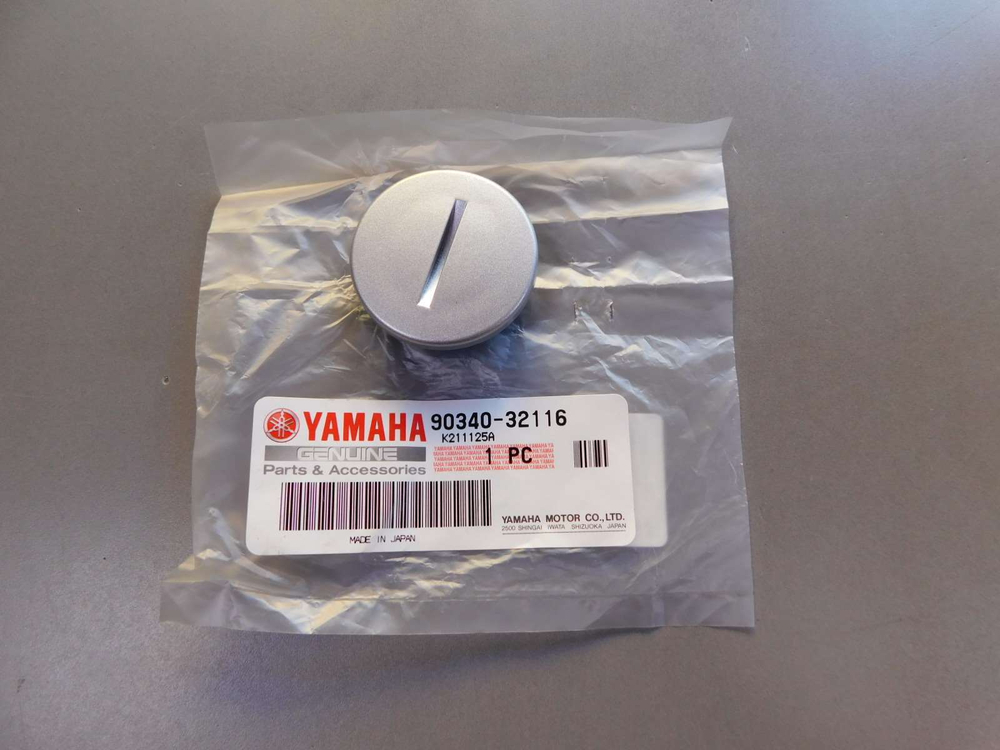 YAMAHA 90340-32116
K211125A
GENUINE
Parts & Accessories
1 PC
YAMAHA MOTOR CO., LTD.
2500 SHINGAI IWATA SHIZUOKA JAPAN
MADE IN JAPAN